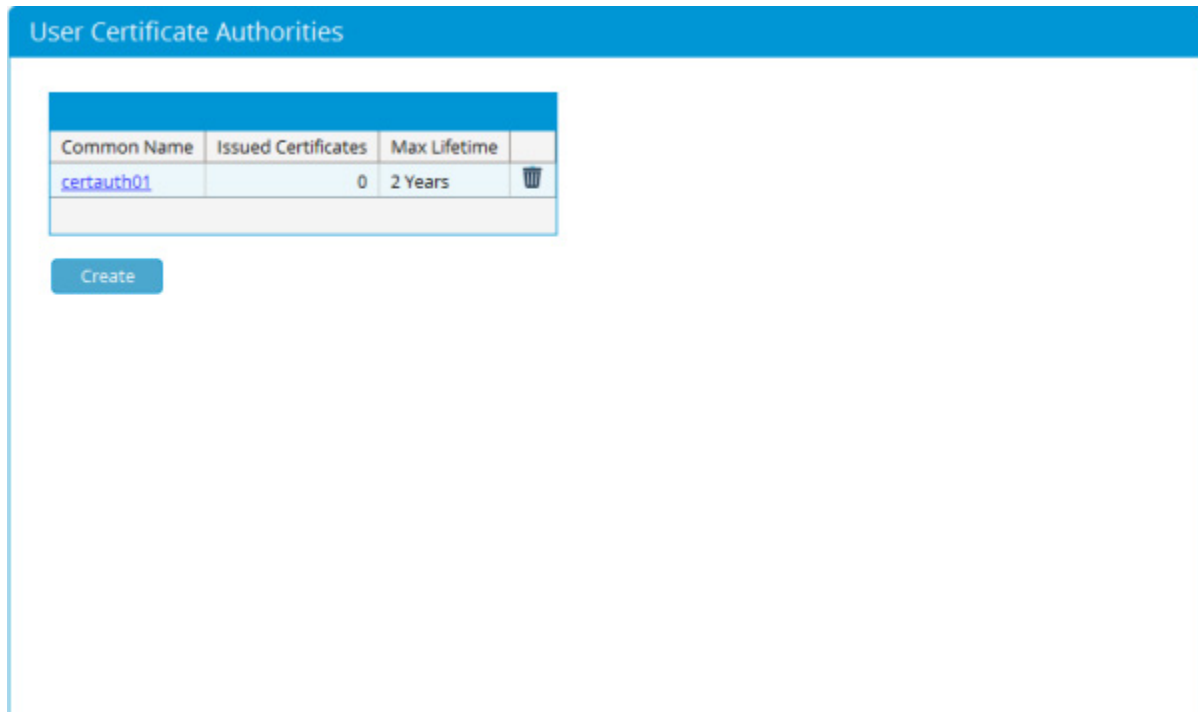 User Certificate Authorities
Common Name Issued Certificates Max Lifetime
certauth01 0 2 Years
Create